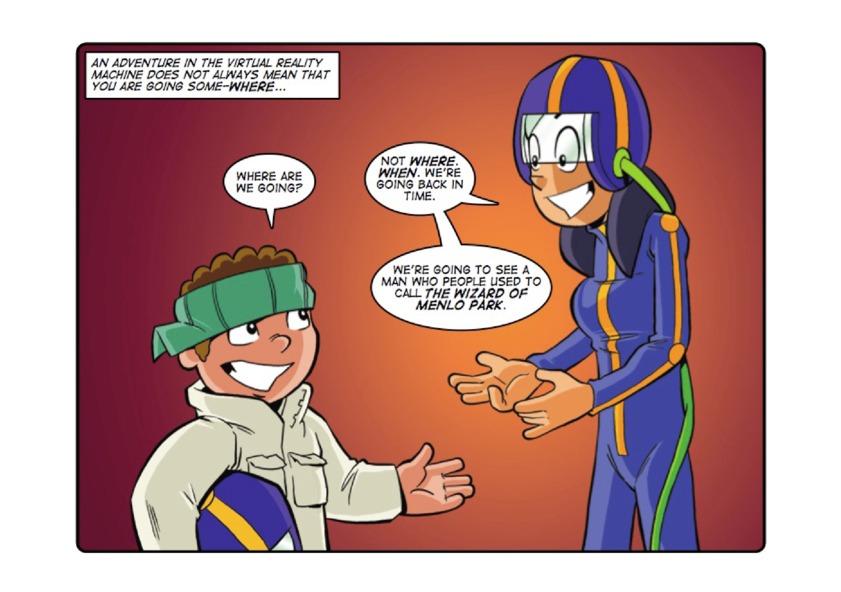 AN ADVENTURE IN THE VIRTUAL REALITY
MACHINE DOES NOT ALWAYS MEAN THAT
YOU ARE GOING SOME-WHERE...
WHERE ARE
WE GOING?
NOT WHERE.
WHEN. WE'RE
GOING BACK IN
TIME.
WE'RE GOING TO SEE A
MAN WHO PEOPLE USED TO
CALL THE WIZARD OF
MENLO PARK.